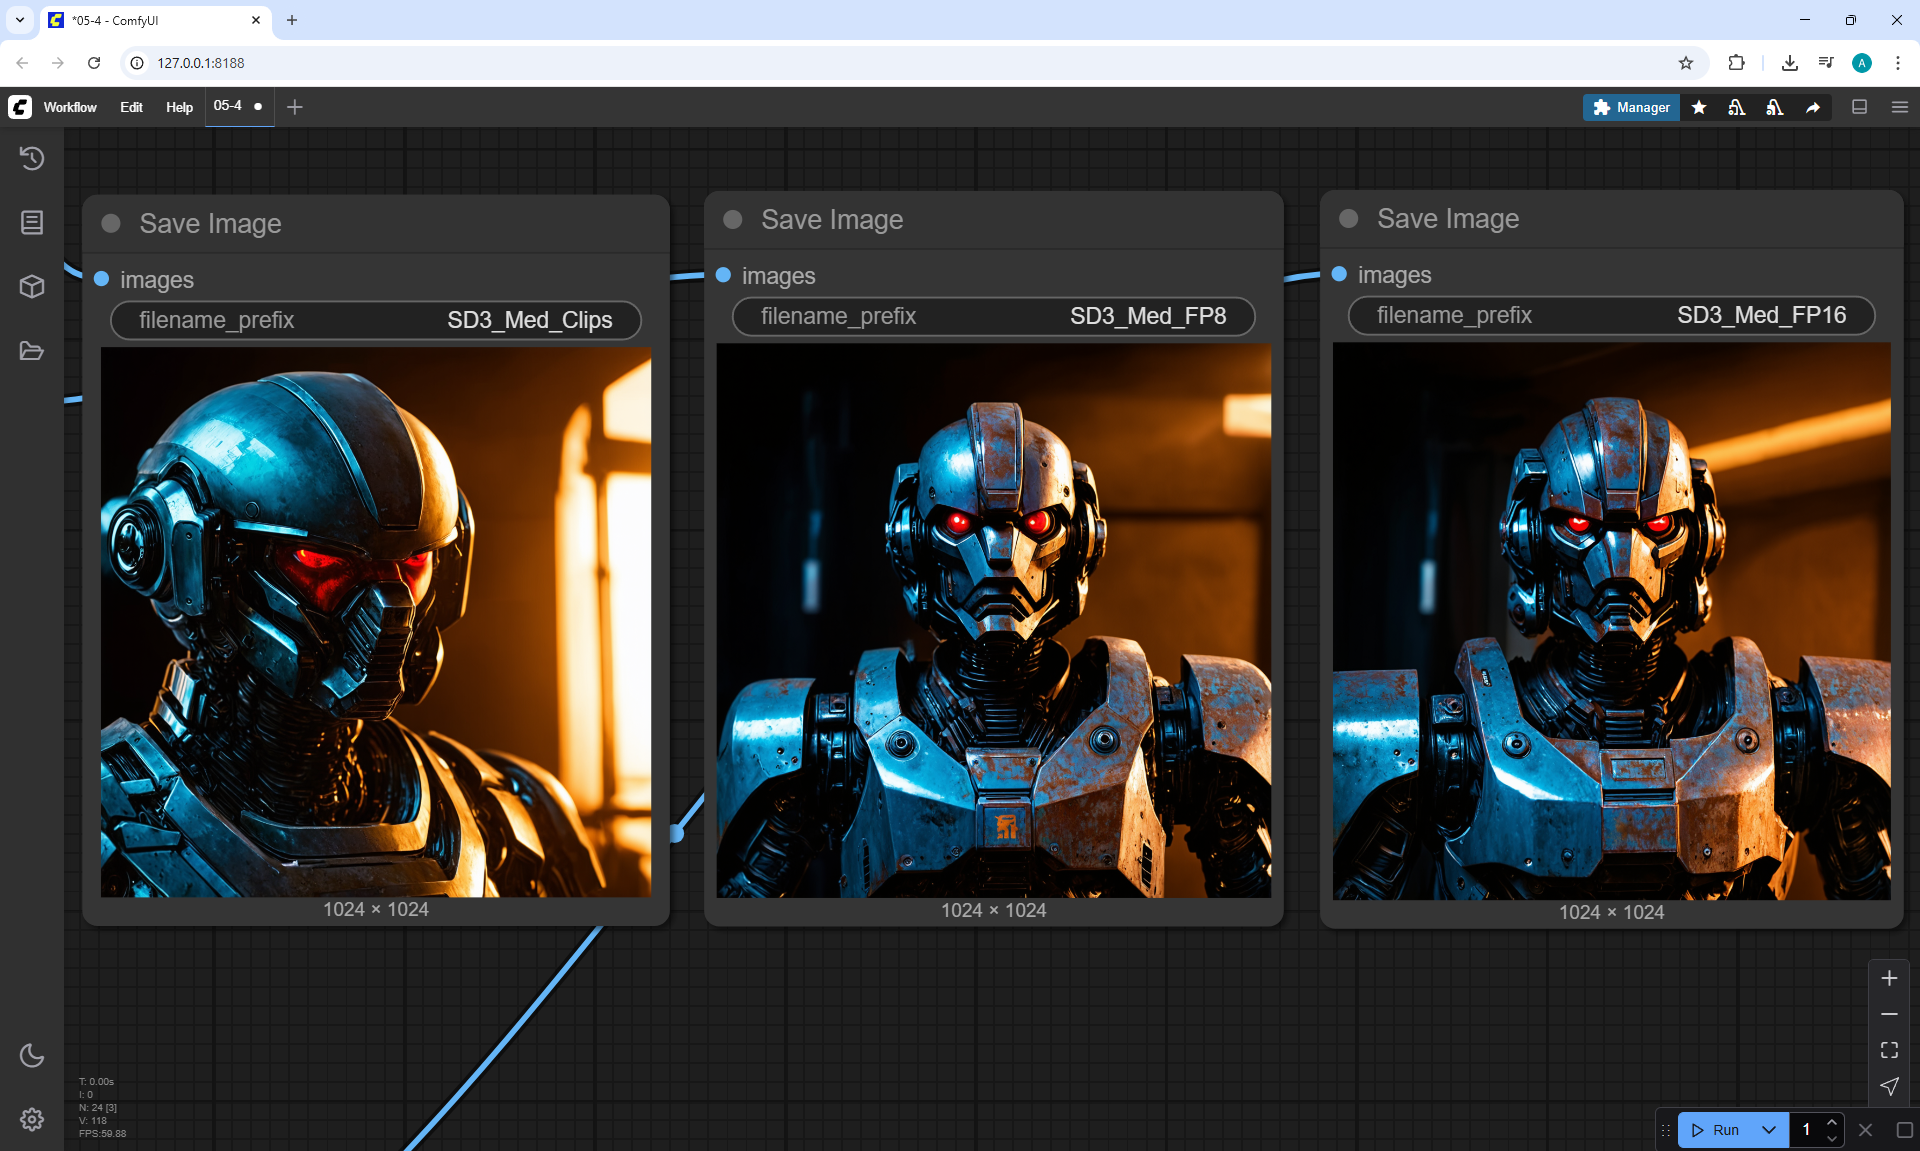 *05-4 - ComfyUI
127.0.0.1:8188
Workflow Edit Help 05-4
Manager
Save Image
images
filename_prefix SD3_Med_Clips
1024 × 1024
Save Image
images
filename_prefix SD3_Med_FP8
1024 × 1024
Save Image
images
filename_prefix SD3_Med_FP16
1024 × 1024
T: 0.00s
I: 0
N: 24 [3]
V: 118
FPS:59.88
Run 1
A